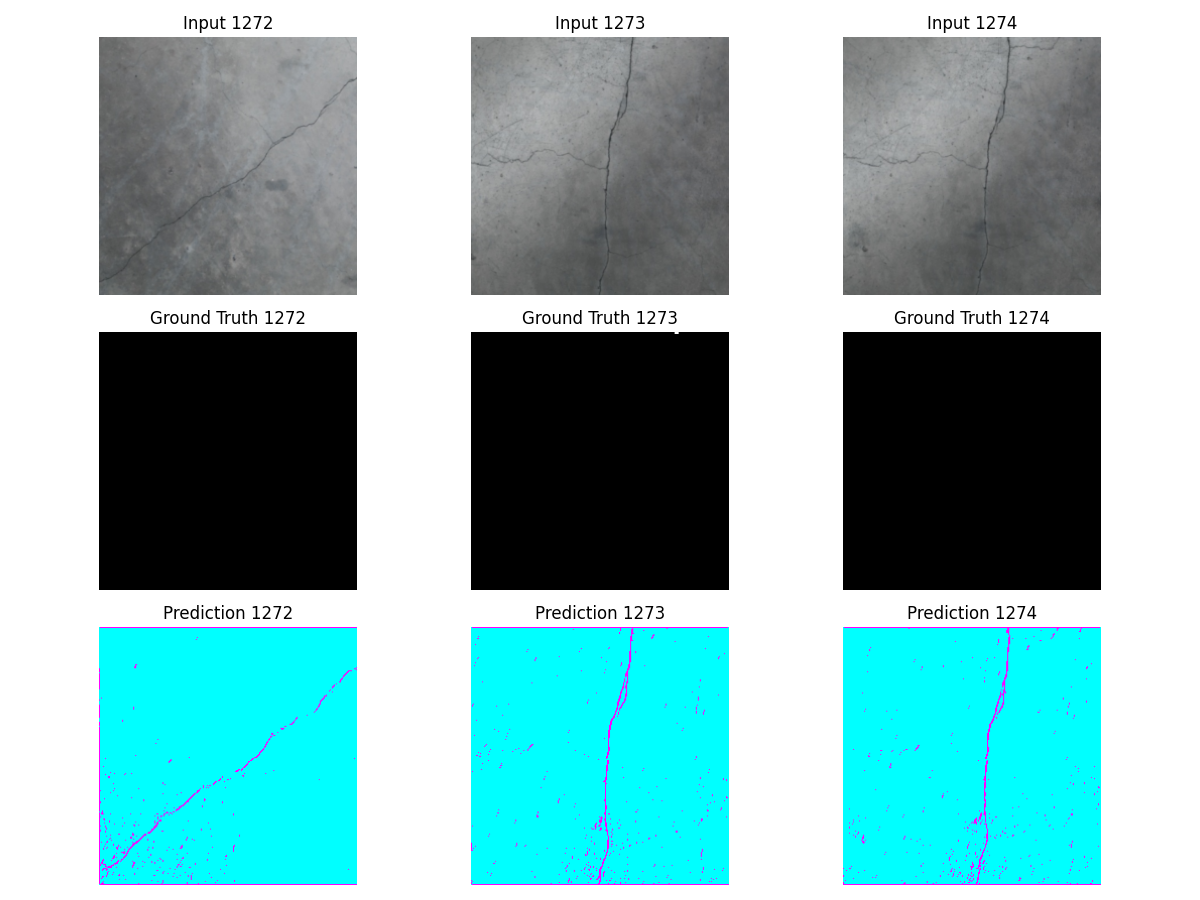 Input 1272
Input 1273
Input 1274
Ground Truth 1272
Ground Truth 1273
Ground Truth 1274
Prediction 1272
Prediction 1273
Prediction 1274